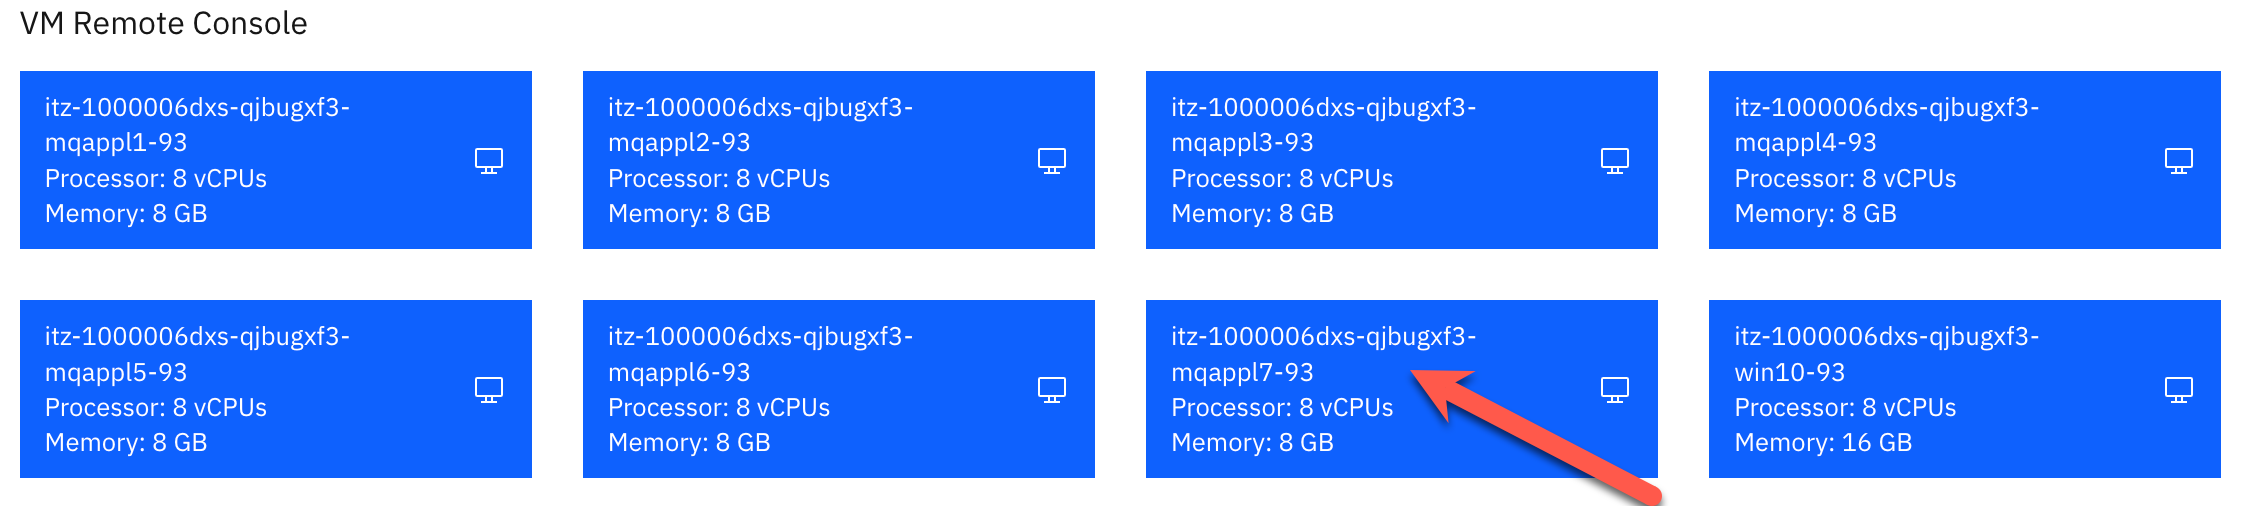 VM Remote Console
itz-1000006dxs-qjbugxf3-
mqappl1-93
Processor: 8 vCPUs
Memory: 8 GB
itz-1000006dxs-qjbugxf3-
mqappl2-93
Processor: 8 vCPUs
Memory: 8 GB
itz-1000006dxs-qjbugxf3-
mqappl3-93
Processor: 8 vCPUs
Memory: 8 GB
itz-1000006dxs-qjbugxf3-
mqappl4-93
Processor: 8 vCPUs
Memory: 8 GB
itz-1000006dxs-qjbugxf3-
mqappl5-93
Processor: 8 vCPUs
Memory: 8 GB
itz-1000006dxs-qjbugxf3-
mqappl6-93
Processor: 8 vCPUs
Memory: 8 GB
itz-1000006dxs-qjbugxf3-
mqappl7-93
Processor: 8 vCPUs
Memory: 8 GB
itz-1000006dxs-qjbugxf3-
win10-93
Processor: 8 vCPUs
Memory: 16 GB